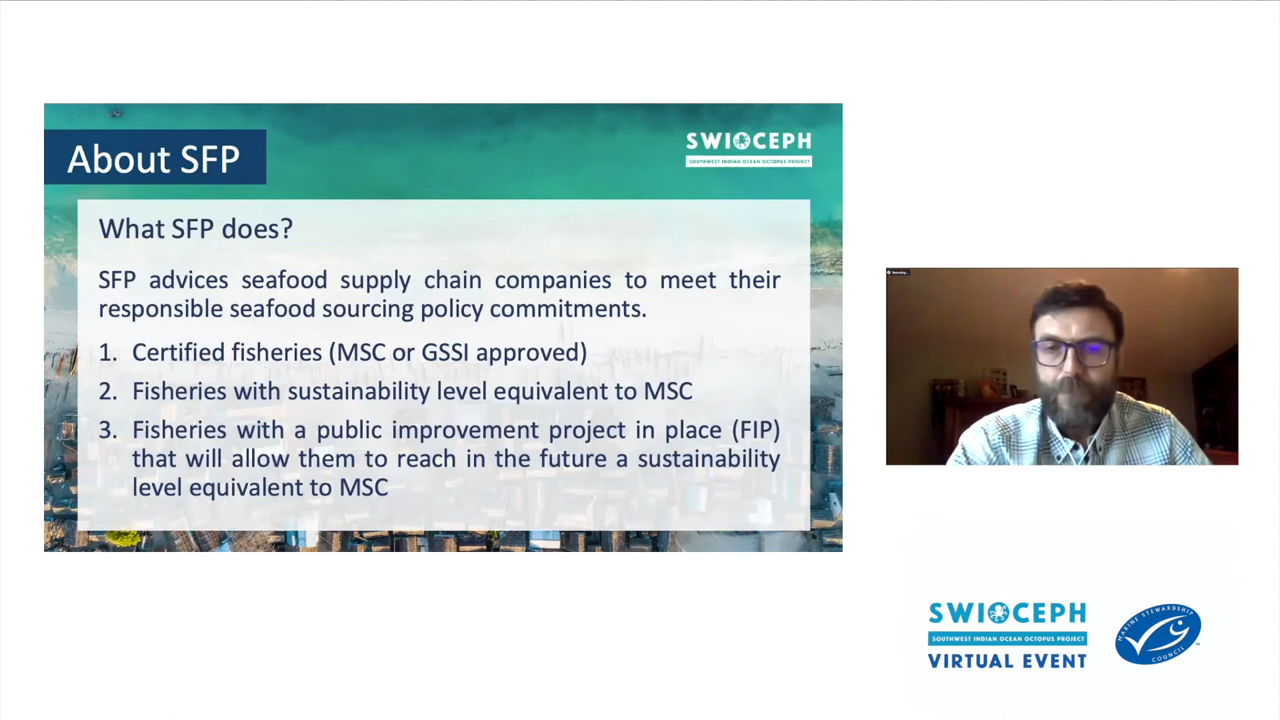 About SFP
SWIOCEPH
SOUTHWEST INDIAN OCEAN OCTOPUS PROJECT
What SFP does?
SFP advices seafood supply chain companies to meet their
responsible seafood sourcing policy commitments.
1. Certified fisheries (MSC or GSSI approved)
2. Fisheries with sustainability level equivalent to MSC
3. Fisheries with a public improvement project in place (FIP)
that will allow them to reach in the future a sustainability
level equivalent to MSC
Recording...
SWIOCEPH
SOUTHWEST INDIAN OCEAN OCTOPUS PROJECT
VIRTUAL EVENT
MARINE STEWARDSHIP
COUNCIL
TM